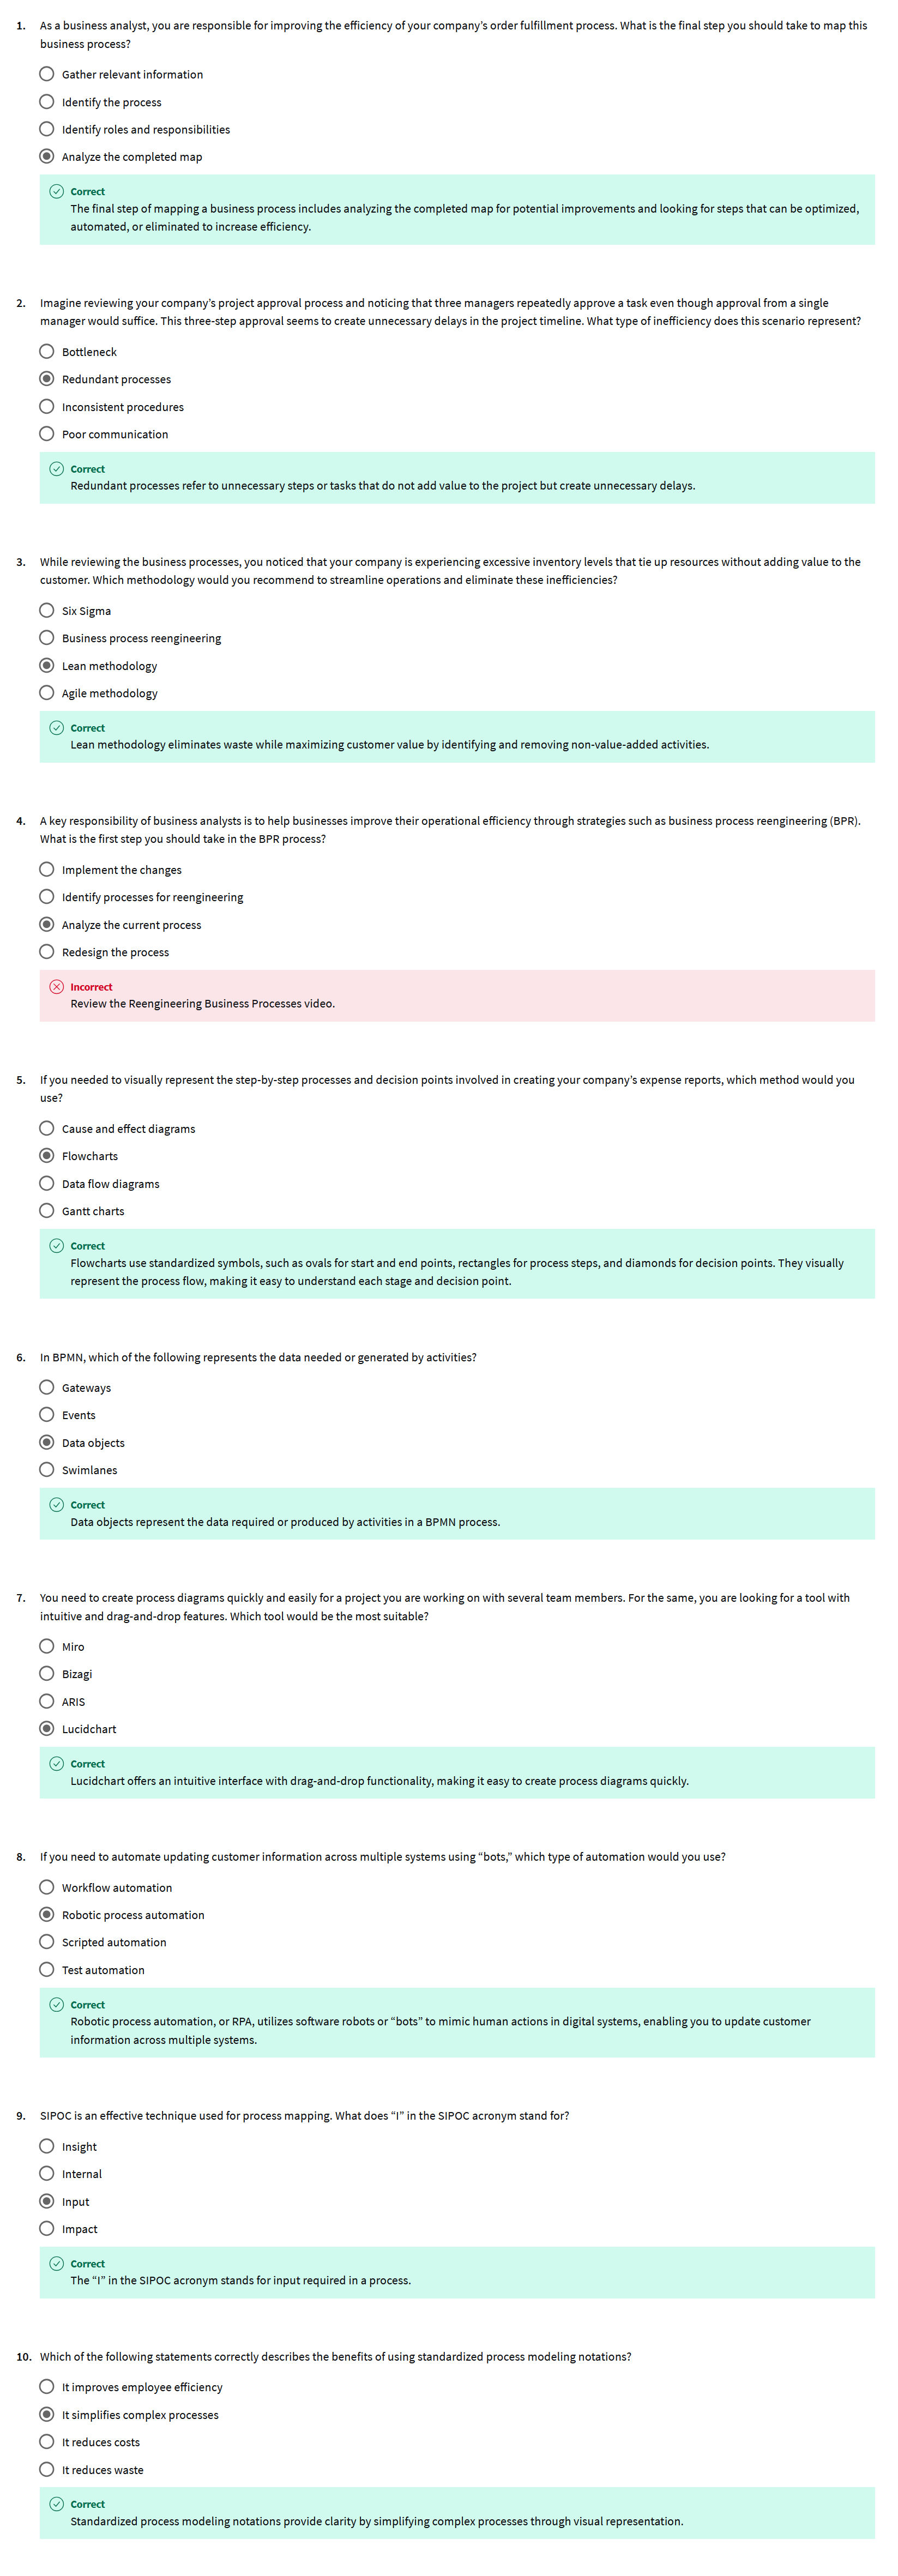 1. As a business analyst, you are responsible for improving the efficiency of your company's order fulfillment process. What is the final step you should take to map this
business process?
Gather relevant information
Identify the process
Identify roles and responsibilities
Analyze the completed map
Correct
The final step of mapping a business process includes analyzing the completed map for potential improvements and looking for steps that can be optimized,
automated, or eliminated to increase efficiency.
2. Imagine reviewing your company's project approval process and noticing that three managers repeatedly approve a task even though approval from a single
manager would suffice. This three-step approval seems to create unnecessary delays in the project timeline. What type of inefficiency does this scenario represent?
Bottleneck
Redundant processes
Inconsistent procedures
Poor communication
Correct
Redundant processes refer to unnecessary steps or tasks that do not add value to the project but create unnecessary delays.
3. While reviewing the business processes, you noticed that your company is experiencing excessive inventory levels that tie up resources without adding value to the
customer. Which methodology would you recommend to streamline operations and eliminate these inefficiencies?
Six Sigma
Business process reengineering
Lean methodology
Agile methodology
Correct
Lean methodology eliminates waste while maximizing customer value by identifying and removing non-value-added activities.
4. A key responsibility of business analysts is to help businesses improve their operational efficiency through strategies such as business process reengineering (BPR).
What is the first step you should take in the BPR process?
Implement the changes
Identify processes for reengineering
Analyze the current process
Redesign the process
Incorrect
Review the Reengineering Business Processes video.
5. If you needed to visually represent the step-by-step processes and decision points involved in creating your company's expense reports, which method would you
use?
Cause and effect diagrams
Flowcharts
Data flow diagrams
Gantt charts
Correct
Flowcharts use standardized symbols, such as ovals for start and end points, rectangles for process steps, and diamonds for decision points. They visually
represent the process flow, making it easy to understand each stage and decision point.
6. In BPMN, which of the following represents the data needed or generated by activities?
Gateways
Events
Data objects
Swimlanes
Correct
Data objects represent the data required or produced by activities in a BPMN process.
7. You need to create process diagrams quickly and easily for a project you are working on with several team members. For the same, you are looking for a tool with
intuitive and drag-and-drop features. Which tool would be the most suitable?
Miro
Bizagi
ARIS
Lucidchart
Correct
Lucidchart offers an intuitive interface with drag-and-drop functionality, making it easy to create process diagrams quickly.
8. If you need to automate updating customer information across multiple systems using “bots,” which type of automation would you use?
Workflow automation
Robotic process automation
Scripted automation
Test automation
Correct
Robotic process automation, or RPA, utilizes software robots or “bots” to mimic human actions in digital systems, enabling you to update customer
information across multiple systems.
9. SIPOC is an effective technique used for process mapping. What does “I” in the SIPOC acronym stand for?
Insight
Internal
Input
Impact
Correct
The “I” in the SIPOC acronym stands for input required in a process.
10. Which of the following statements correctly describes the benefits of using standardized process modeling notations?
It improves employee efficiency
It simplifies complex processes
It reduces costs
It reduces waste
Correct
Standardized process modeling notations provide clarity by simplifying complex processes through visual representation.